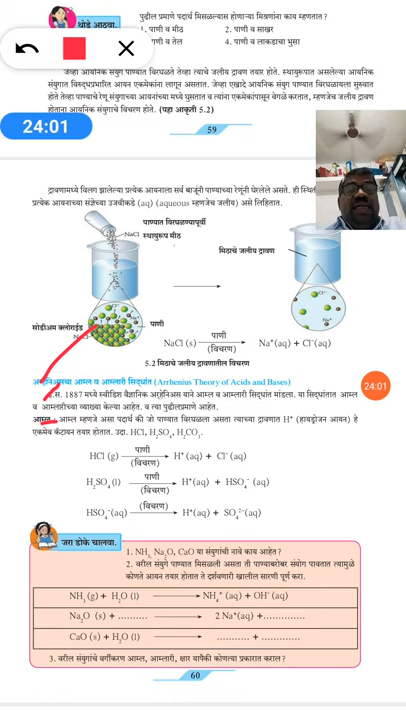 थोडे आठवा.
पुढील प्रमाणे पदार्थ मिसळल्यास होणाऱ्या मिश्रणांना काय म्हणतात?
1. पाणी व मीठ 2. पाणी व साखर
पाणी व तेल 4. पाणी व लाकडाचा भुसा
जेव्हा आयनिक संयुग पाण्यात विरघळते तेव्हा त्याचे जलीय द्रावण तयार होते. स्थायुरूपात असलेल्या आयनिक
संयुगात विरुद्धप्रभारित आयन एकमेकांना लागून असतात. जेव्हा एखादे आयनिक संयुग पाण्यात विरघळायला सुरुवात
होते तेव्हा पाण्याचे रेणू संयुगाच्या आयनांच्या मध्ये घुसतात व त्यांना एकमेकांपासून वेगळे करतात, म्हणजेच जलीय द्रावण
होताना आयनिक संयुगाचे विचरण होते. (पहा आकृती 5.2)
24:01
59
द्रावणामध्ये विलग झालेल्या प्रत्येक आयनाला सर्व बाजूंनी पाण्याच्या रेणूंनी घेरलेले असते. ही स्थिती
प्रत्येक आयनाच्या संज्ञेच्या उजवीकडे (aq) (aqueous म्हणजेच जलीय) असे लिहितात.
पाण्यात विरघळण्यापूर्वी
NaCl स्थायुरूप मीठ
मिठाचे जलीय द्रावण
सोडीअम क्लोराईड
पाणी
NaCl (s) पाणी (विचरण) Na⁺(aq) + Cl⁻(aq)
5.2 मिठाचे जलीय द्रावणातील विचरण
24:01
अऱ्हेनिअसचा आम्ल व आम्लारी सिद्धांत (Arrhenius Theory of Acids and Bases)
इ.स. 1887 मध्ये स्वीडिश वैज्ञानिक अऱ्हेनिअस याने आम्ल व आम्लारी सिद्धांत मांडला. या सिद्धांतात आम्ल
व आम्लारीच्या व्याख्या केल्या आहेत. व त्या पुढीलप्रमाणे आहेत.
आम्ल : आम्ल म्हणजे असा पदार्थ की जो पाण्यात विरघळला असता त्याच्या द्रावणात H⁺ (हायड्रोजन आयन) हे
एकमेव कॅटायन तयार होतात. उदा. HCl, H₂SO₄, H₂CO₃.
HCl (g) पाणी (विचरण) H⁺(aq) + Cl⁻(aq)
H₂SO₄ (l) पाणी (विचरण) H⁺(aq) + HSO₄⁻ (aq)
HSO₄⁻(aq) (विचरण) H⁺(aq) + SO₄²⁻(aq)
जरा डोके चालवा.
1. NH₃, Na₂O, CaO या संयुगांची नावे काय आहेत?
2. वरील संयुगे पाण्यात मिसळली असता ती पाण्याबरोबर संयोग पावतात त्यामुळे
कोणते आयन तयार होतात ते दर्शवणारी खालील सारणी पूर्ण करा.
NH₃(g) + H₂O (l) NH₄⁺ (aq) + OH⁻(aq)
Na₂O (s) + .......... 2 Na⁺(aq) +.............
CaO (s) + H₂O (l) ........... + .............
3. वरील संयुगांचे वर्गीकरण आम्ल, आम्लारी, क्षार यापैकी कोणत्या प्रकारात कराल?
60